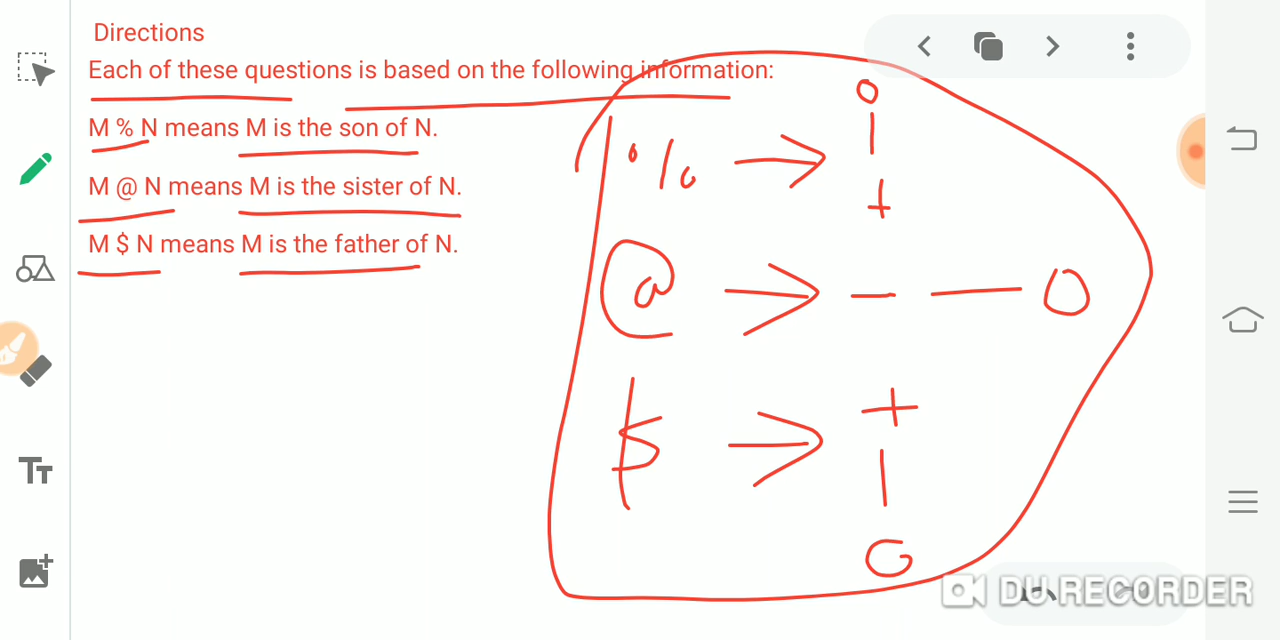 Directions
Each of these questions is based on the following information:
M % N means M is the son of N.
M @ N means M is the sister of N.
M $ N means M is the father of N.
% → o | +
@ → — — O
$ → + | O
TT
DU RECORDER